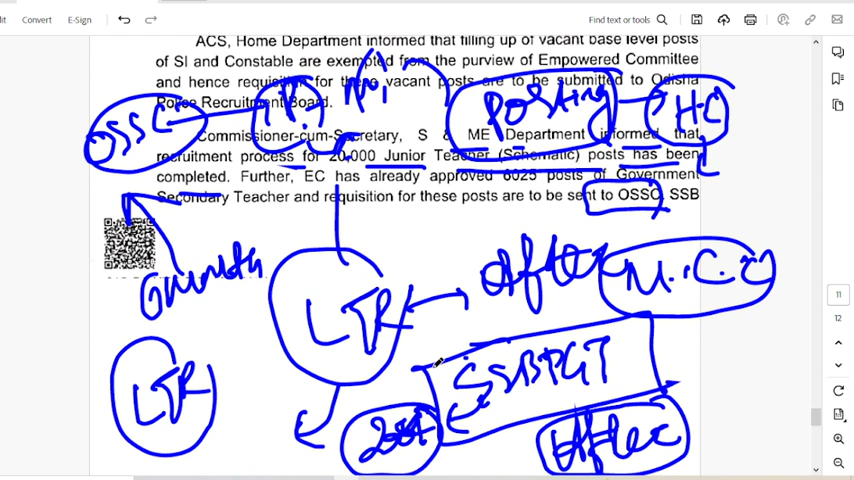 Convert E-Sign Find text or tools
ACS, Home Department informed that filling up of vacant base level posts
of SI and Constable are exempted from the purview of Empowered Committee
and hence requisition for these vacant posts are to be submitted to Odisha
Police Recruitment Board.
OSSC Posting HC
Commissioner-cum-Secretary, S & ME Department informed that
recruitment process for 20,000 Junior Teacher (Schematic) posts has been
completed. Further, EC has already approved 6025 posts of Government
Secondary Teacher and requisition for these posts are to be sent to OSSC. SSB
After M.C.C
LTR
11
12
LTR SSBPGT
After